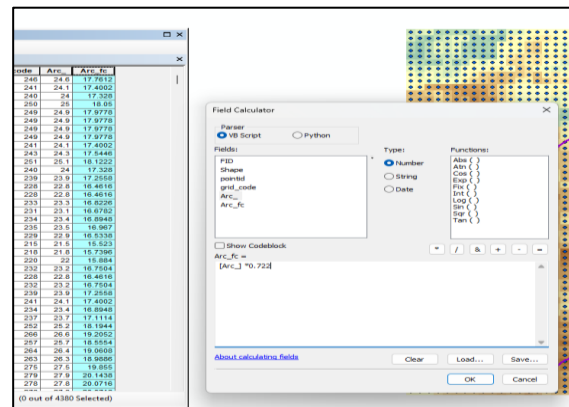 ode Arc_ Arc_fc
246 24.6 17.7612
241 24.1 17.4002
240 24 17.328
250 25 18.05
249 24.9 17.9778
249 24.9 17.9778
249 24.9 17.9778
249 24.9 17.9778
241 24.1 17.4002
243 24.3 17.5446
251 25.1 18.1222
240 24 17.328
239 23.9 17.2558
228 22.8 16.4616
228 22.8 16.4616
233 23.3 16.8226
231 23.1 16.6782
234 23.4 16.8948
235 23.5 16.967
229 22.9 16.5338
215 21.5 15.523
218 21.8 15.7396
220 22 15.884
232 23.2 16.7504
228 22.8 16.4616
232 23.2 16.7504
232 23.2 16.7504
239 23.9 17.2558
241 24.1 17.4002
234 23.4 16.8948
237 23.7 17.1114
252 25.2 18.1944
266 26.6 19.2052
257 25.7 18.5554
264 26.4 19.0608
263 26.3 18.9886
275 27.5 19.855
279 27.9 20.1438
278 27.8 20.0716
(0 out of 4380 Selected)
Field Calculator
Parser
VB Script Python
Fields:
FID
Shape
pointid
grid_code
Arc_
Arc_fc
Type:
Number
String
Date
Functions:
Abs ( )
Atn ( )
Cos ( )
Exp ( )
Fix ( )
Int ( )
Log ( )
Sin ( )
Sqr ( )
Tan ( )
Show Codeblock
* / & + - =
Arc_fc =
[Arc_] *0.722
About calculating fields
Clear Load... Save...
OK Cancel